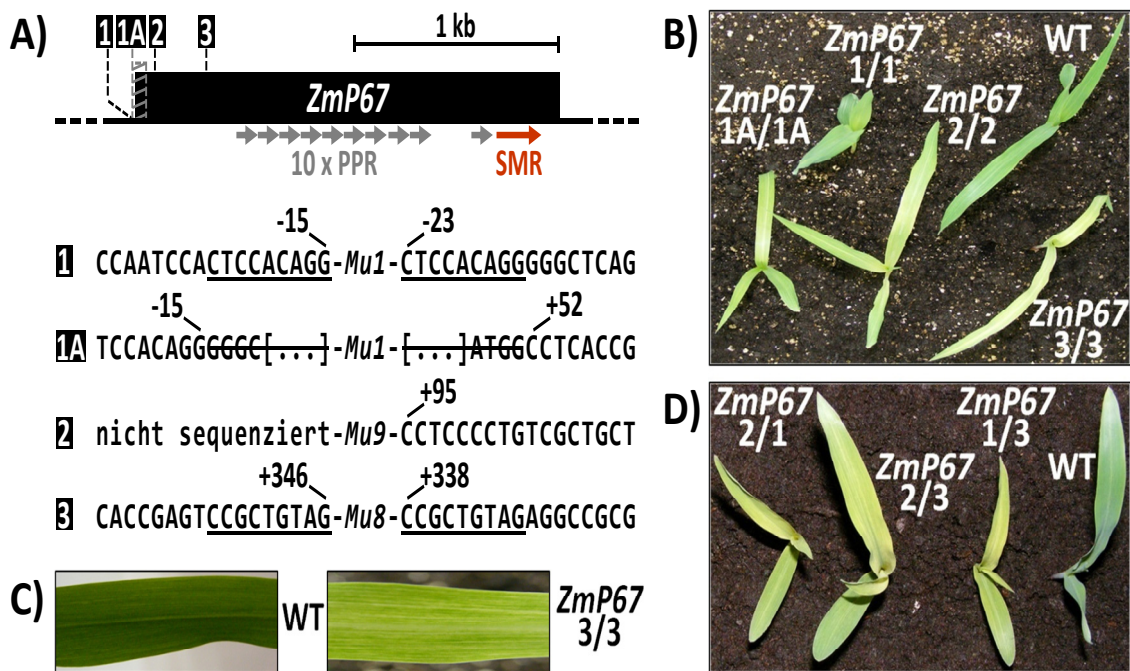 A)
1 1A 2 3
1 kb
ZmP67
10 x PPR
SMR
-15 -23
1 CCAATCCACTCCACAGG-Mu1-CTCCACAGGGGGCTCAG
-15 +52
1A TCCACAGGGGGC[...]-Mu1-[...]ATGGCCTCACCG
+95
2 nicht sequenziert-Mu9-CCTCCCCTGTCGCTGCT
+346 +338
3 CACCGAGTCCGCTGTAG-Mu8-CCGCTGTAGAGGCCGCG
B)
ZmP67
1/1
WT
ZmP67
1A/1A
ZmP67
2/2
ZmP67
3/3
C)
WT
ZmP67
3/3
D)
ZmP67
2/1
ZmP67
2/3
ZmP67
1/3
WT